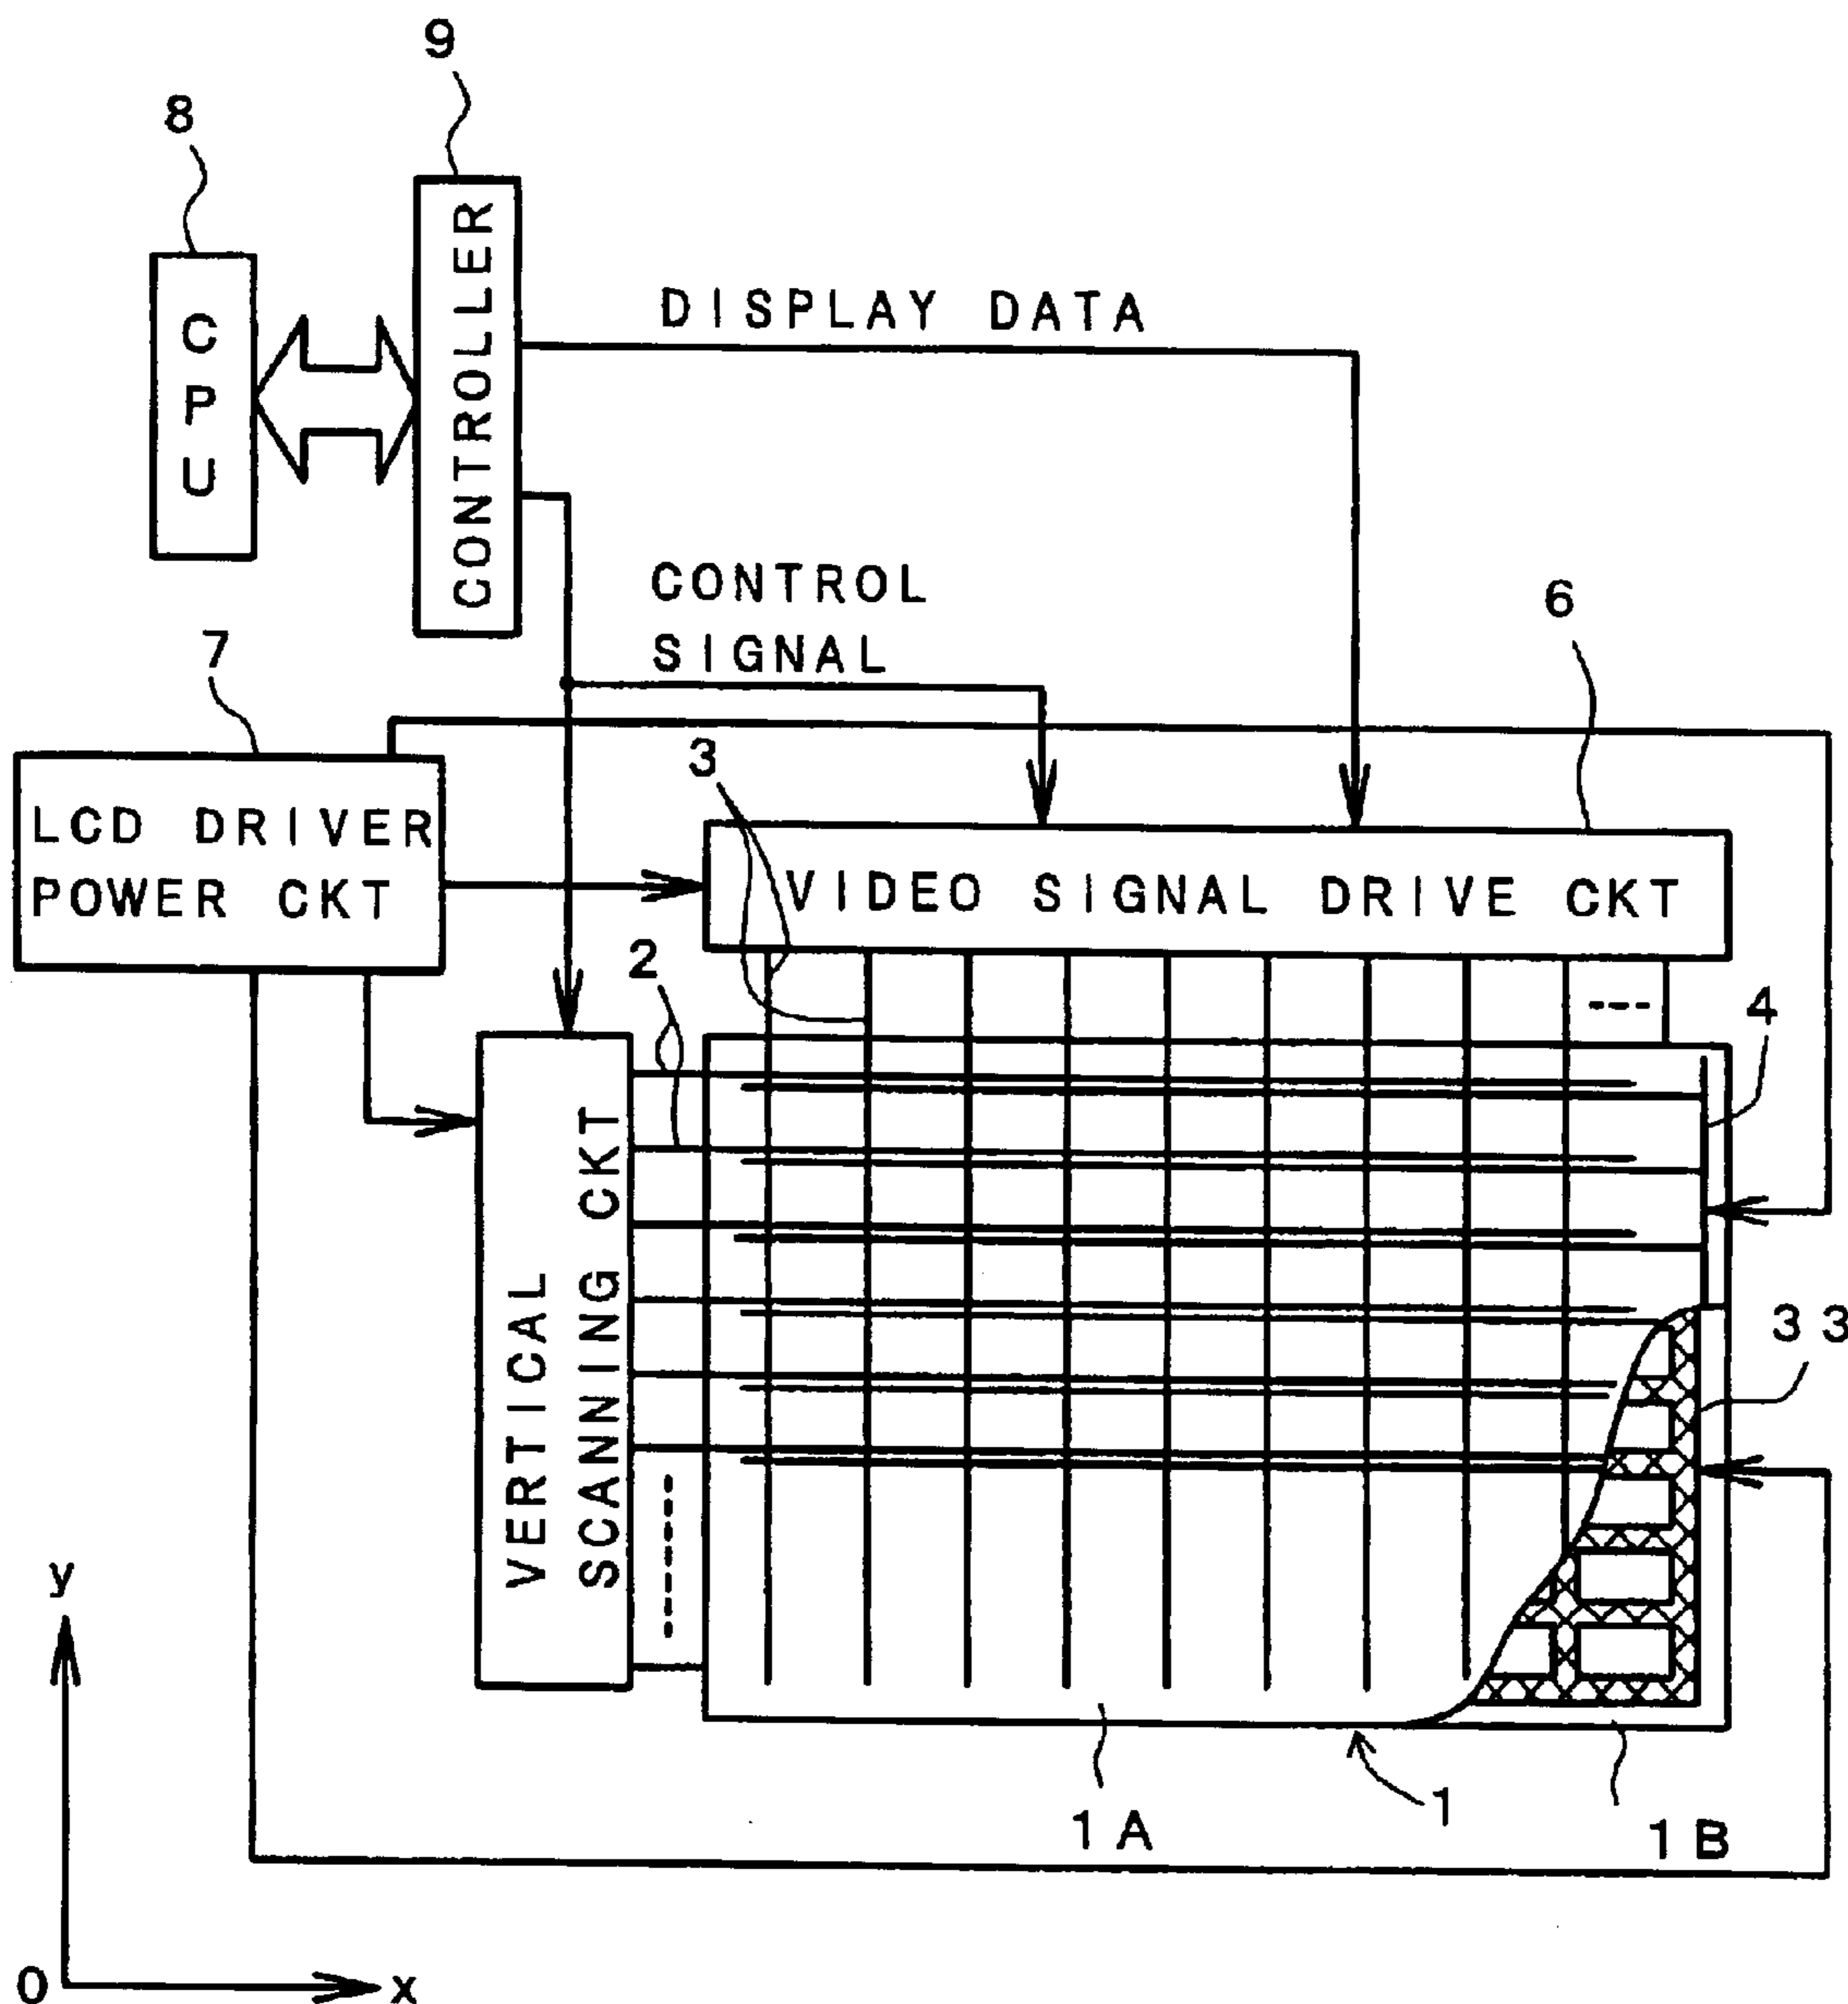 9
8
CONTROLLER
CPU
DISPLAY DATA
CONTROL
SIGNAL
6
7
3
LCD DRIVER
POWER CKT
VIDEO SIGNAL DRIVE CKT
2
4
VERTICAL
SCANNING CKT
33
y
1
1A
1B
0
x